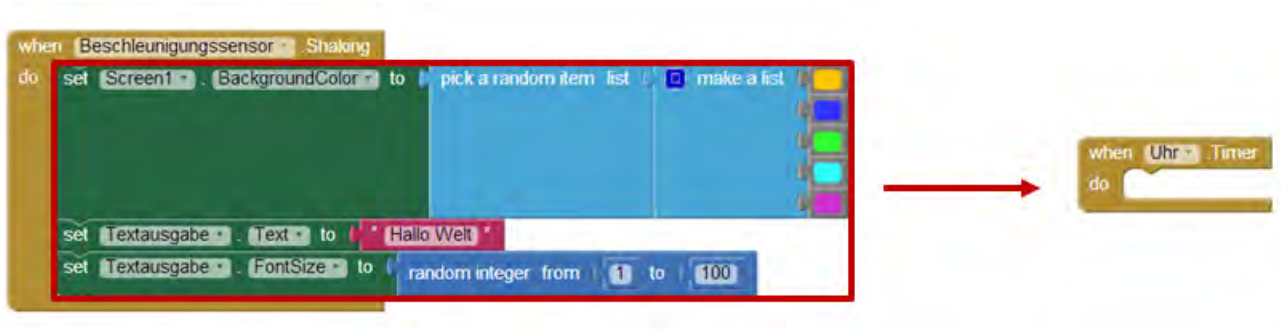 when Beschleunigungssensor .Shaking
do set Screen1 . BackgroundColor to pick a random item list make a list
set Textausgabe . Text to " Hallo Welt "
set Textausgabe . FontSize to random integer from 1 to 100
when Uhr .Timer
do